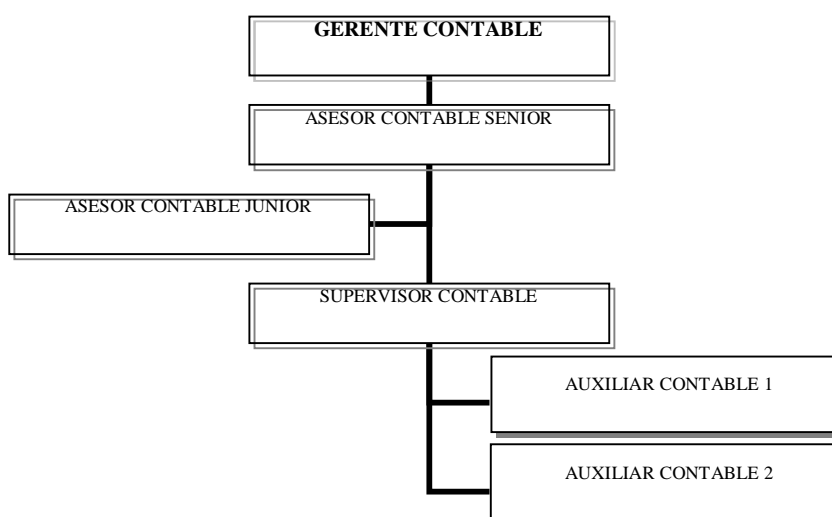 GERENTE CONTABLE
ASESOR CONTABLE SENIOR
ASESOR CONTABLE JUNIOR
SUPERVISOR CONTABLE
AUXILIAR CONTABLE 1
AUXILIAR CONTABLE 2